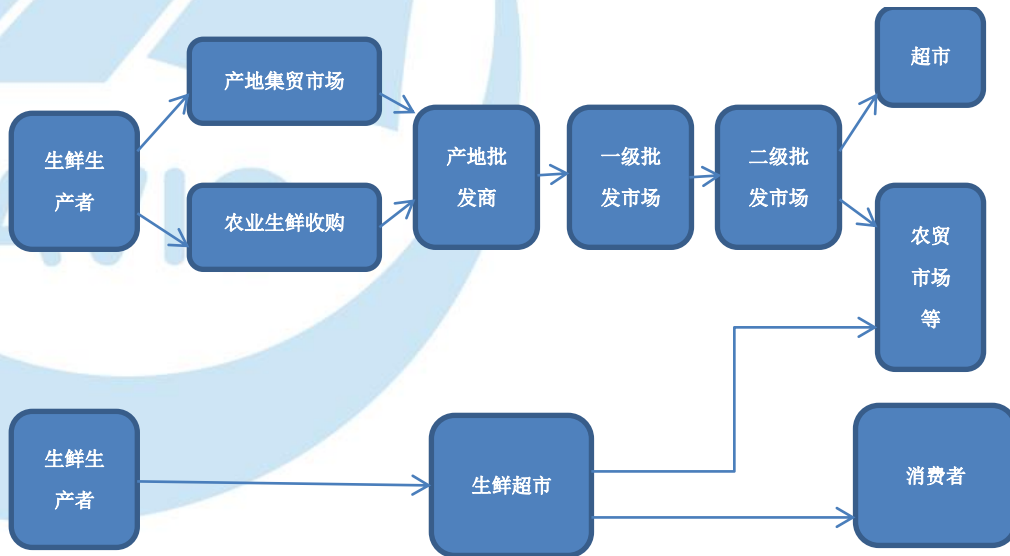 超市
产地集贸市场
生鲜生
产者
产地批
发商
一级批
发市场
二级批
发市场
农业生鲜收购
农贸
市场
等
生鲜生
产者
生鲜超市
消费者